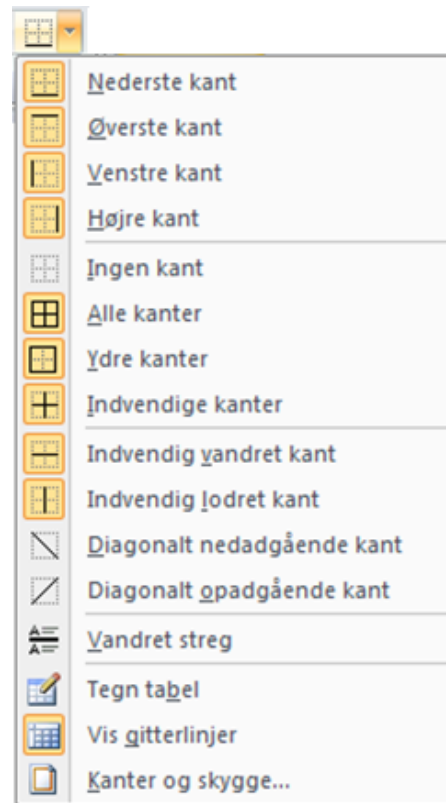 Nederste kant
Øverste kant
Venstre kant
Højre kant
Ingen kant
Alle kanter
Ydre kanter
Indvendige kanter
Indvendig vandret kant
Indvendig lodret kant
Diagonalt nedadgående kant
Diagonalt opadgående kant
Vandret streg
Tegn tabel
Vis gitterlinjer
Kanter og skygge...